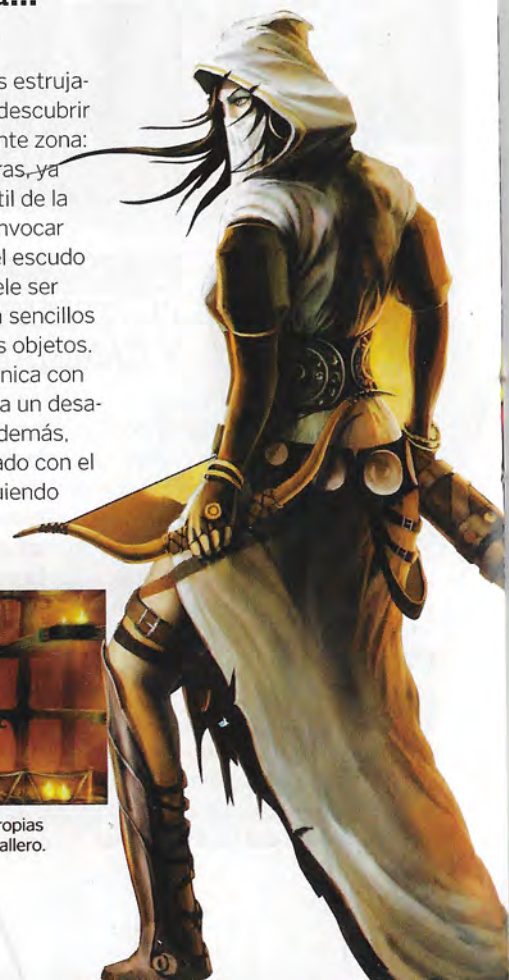 s estruja-
descubrir
nte zona:
ras, ya
til de la
nvocar
el escudo
ele ser
n sencillos
s objetos.
nica con
a un desa-
demás,
ado con el
uiendo
ropias
allero.